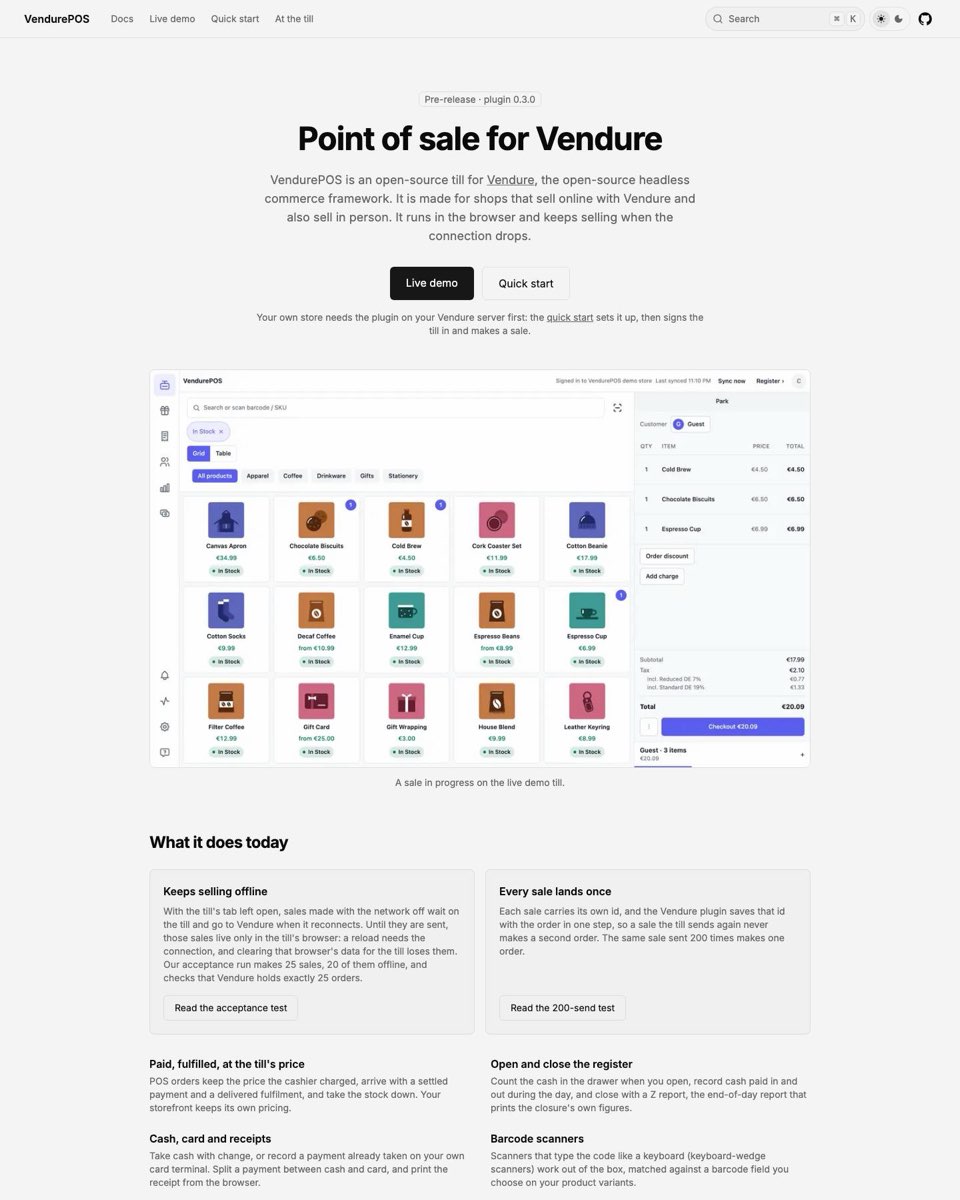 VendurePOS Docs Live demo Quick start At the till Search ⌘ K
Pre-release · plugin 0.3.0
Point of sale for Vendure
VendurePOS is an open-source till for Vendure, the open-source headless
commerce framework. It is made for shops that sell online with Vendure and
also sell in person. It runs in the browser and keeps selling when the
connection drops.
Live demo Quick start
Your own store needs the plugin on your Vendure server first: the quick start sets it up, then signs the
till in and makes a sale.
VendurePOS Signed in to VendurePOS demo store Last synced 11:10 PM Sync now Register › C
Search or scan barcode / SKU
In Stock ×
Grid Table
All products Apparel Coffee Drinkware Gifts Stationery
1 1
Canvas Apron Chocolate Biscuits Cold Brew Cork Coaster Set Cotton Beanie
€34.99 €6.50 €4.50 €11.99 €17.99
In Stock In Stock In Stock In Stock In Stock
1
Cotton Socks Decaf Coffee Enamel Cup Espresso Beans Espresso Cup
€9.99 from €10.99 €12.99 from €8.99 €6.99
In Stock In Stock In Stock In Stock In Stock
Filter Coffee Gift Card Gift Wrapping House Blend Leather Keyring
€12.99 from €25.00 €3.00 €9.99 €8.99
In Stock In Stock In Stock In Stock In Stock
Park
Customer G Guest
QTY ITEM PRICE TOTAL
1 Cold Brew €4.50 €4.50
1 Chocolate Biscuits €6.50 €6.50
1 Espresso Cup €6.99 €6.99
Order discount
Add charge
Subtotal €17.99
Tax €2.10
incl. Reduced DE 7% €0.77
incl. Standard DE 19% €1.33
Total €20.09
Checkout €20.09
Guest · 3 items +
€20.09
A sale in progress on the live demo till.
What it does today
Keeps selling offline
With the till's tab left open, sales made with the network off wait on
the till and go to Vendure when it reconnects. Until they are sent,
those sales live only in the till's browser: a reload needs the
connection, and clearing that browser's data for the till loses them.
Our acceptance run makes 25 sales, 20 of them offline, and
checks that Vendure holds exactly 25 orders.
Read the acceptance test
Every sale lands once
Each sale carries its own id, and the Vendure plugin saves that id
with the order in one step, so a sale the till sends again never
makes a second order. The same sale sent 200 times makes one
order.
Read the 200-send test
Paid, fulfilled, at the till's price
POS orders keep the price the cashier charged, arrive with a settled
payment and a delivered fulfilment, and take the stock down. Your
storefront keeps its own pricing.
Open and close the register
Count the cash in the drawer when you open, record cash paid in and
out during the day, and close with a Z report, the end-of-day report that
prints the closure's own figures.
Cash, card and receipts
Take cash with change, or record a payment already taken on your own
card terminal. Split a payment between cash and card, and print the
receipt from the browser.
Barcode scanners
Scanners that type the code like a keyboard (keyboard-wedge
scanners) work out of the box, matched against a barcode field you
choose on your product variants.